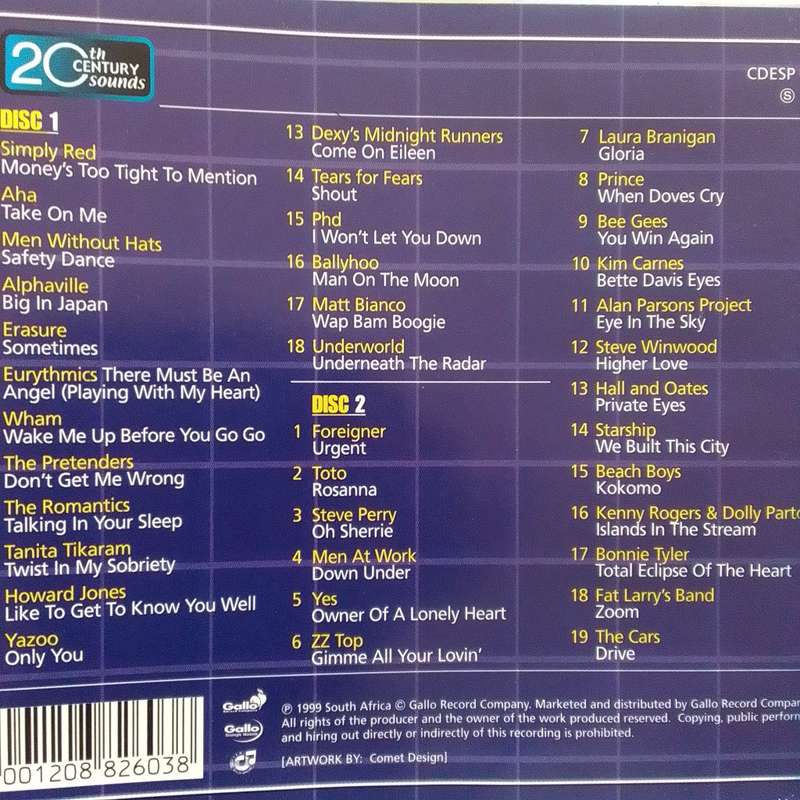 20th
CENTURY
sounds
CDESP
DISC 1
Simply Red
Money's Too Tight To Mention
Aha
Take On Me
Men Without Hats
Safety Dance
Alphaville
Big In Japan
Erasure
Sometimes
Eurythmics There Must Be An
Angel (Playing With My Heart)
Wham
Wake Me Up Before You Go Go
The Pretenders
Don't Get Me Wrong
The Romantics
Talking In Your Sleep
Tanita Tikaram
Twist In My Sobriety
Howard Jones
Like To Get To Know You Well
Yazoo
Only You
13 Dexy's Midnight Runners
Come On Eileen
14 Tears for Fears
Shout
15 Phd
I Won't Let You Down
16 Ballyhoo
Man On The Moon
17 Matt Bianco
Wap Bam Boogie
18 Underworld
Underneath The Radar
DISC 2
1 Foreigner
Urgent
2 Toto
Rosanna
3 Steve Perry
Oh Sherrie
4 Men At Work
Down Under
5 Yes
Owner Of A Lonely Heart
6 ZZ Top
Gimme All Your Lovin'
7 Laura Branigan
Gloria
8 Prince
When Doves Cry
9 Bee Gees
You Win Again
10 Kim Carnes
Bette Davis Eyes
11 Alan Parsons Project
Eye In The Sky
12 Steve Winwood
Higher Love
13 Hall and Oates
Private Eyes
14 Starship
We Built This City
15 Beach Boys
Kokomo
16 Kenny Rogers & Dolly Parto
Islands In The Stream
17 Bonnie Tyler
Total Eclipse Of The Heart
18 Fat Larry's Band
Zoom
19 The Cars
Drive
001208 826038
Gallo
Gallo
℗ 1999 South Africa © Gallo Record Company. Marketed and distributed by Gallo Record Compan
All rights of the producer and the owner of the work produced reserved. Copying, public perform
and hiring out directly or indirectly of this recording is prohibited.
[ARTWORK BY: Comet Design]